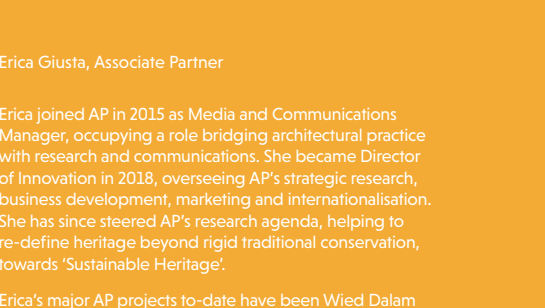 Erica Giusta, Associate Partner
Erica joined AP in 2015 as Media and Communications
Manager, occupying a role bridging architectural practice
with research and communications. She became Director
of Innovation in 2018, overseeing AP's strategic research,
business development, marketing and internationalisation.
She has since steered AP's research agenda, helping to
re-define heritage beyond rigid traditional conservation,
towards 'Sustainable Heritage'.
Erica's major AP projects to-date have been Wied Dalam